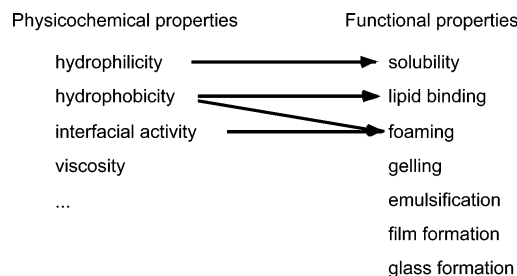 Physicochemical properties
Functional properties
hydrophilicity
solubility
hydrophobicity
lipid binding
interfacial activity
foaming
viscosity
gelling
...
emulsification
film formation
glass formation